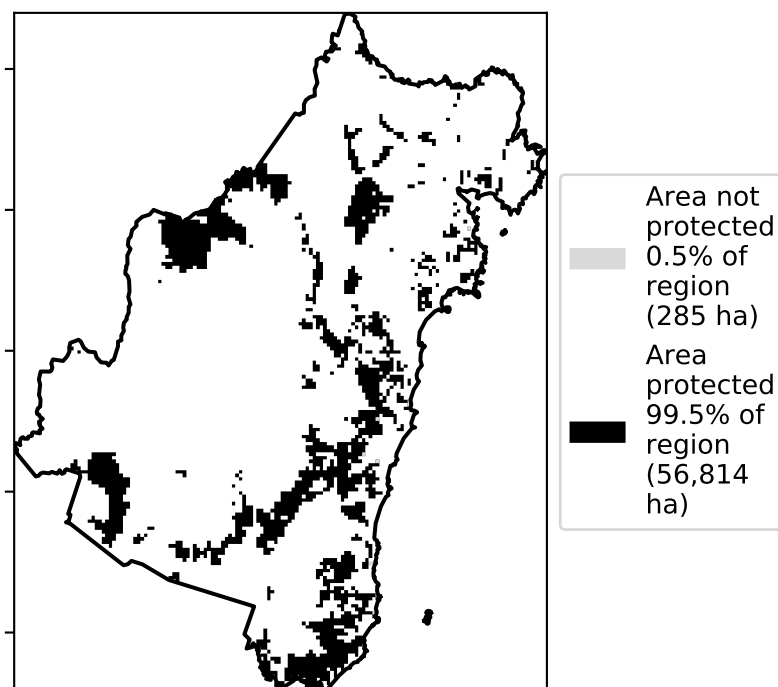 Area not
protected
0.5% of
region
(285 ha)
Area
protected
99.5% of
region
(56,814
ha)